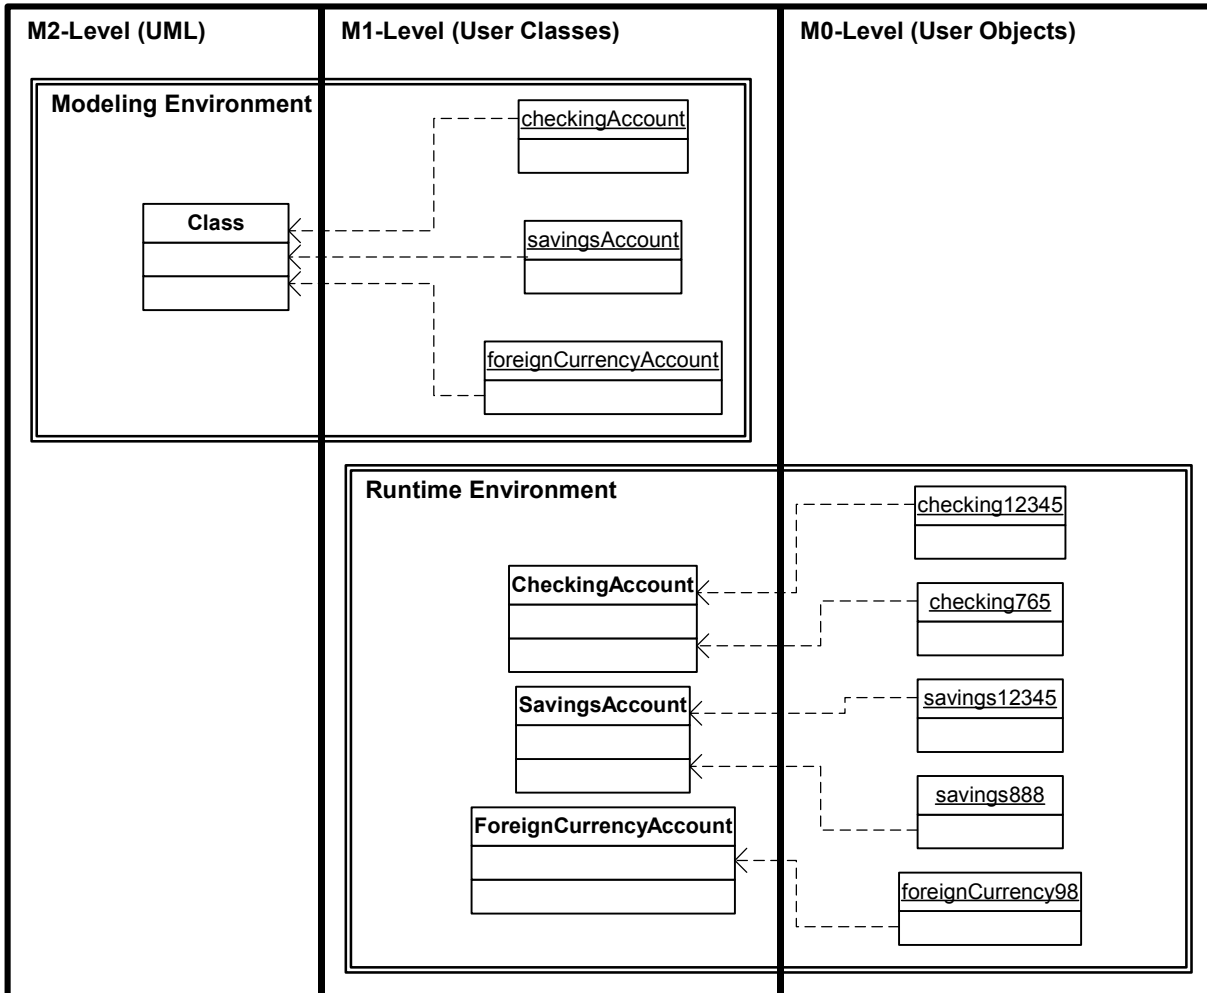 M2-Level (UML)
M1-Level (User Classes)
M0-Level (User Objects)
Modeling Environment
checkingAccount
Class
savingsAccount
foreignCurrencyAccount
Runtime Environment
checking12345
CheckingAccount
checking765
SavingsAccount
savings12345
savings888
ForeignCurrencyAccount
foreignCurrency98